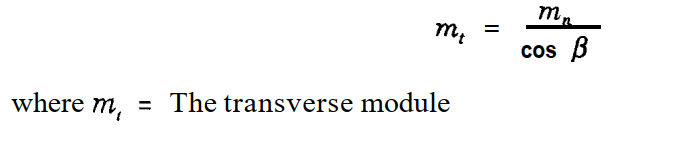 m_t = m_n / cos β
where m_t = The transverse module